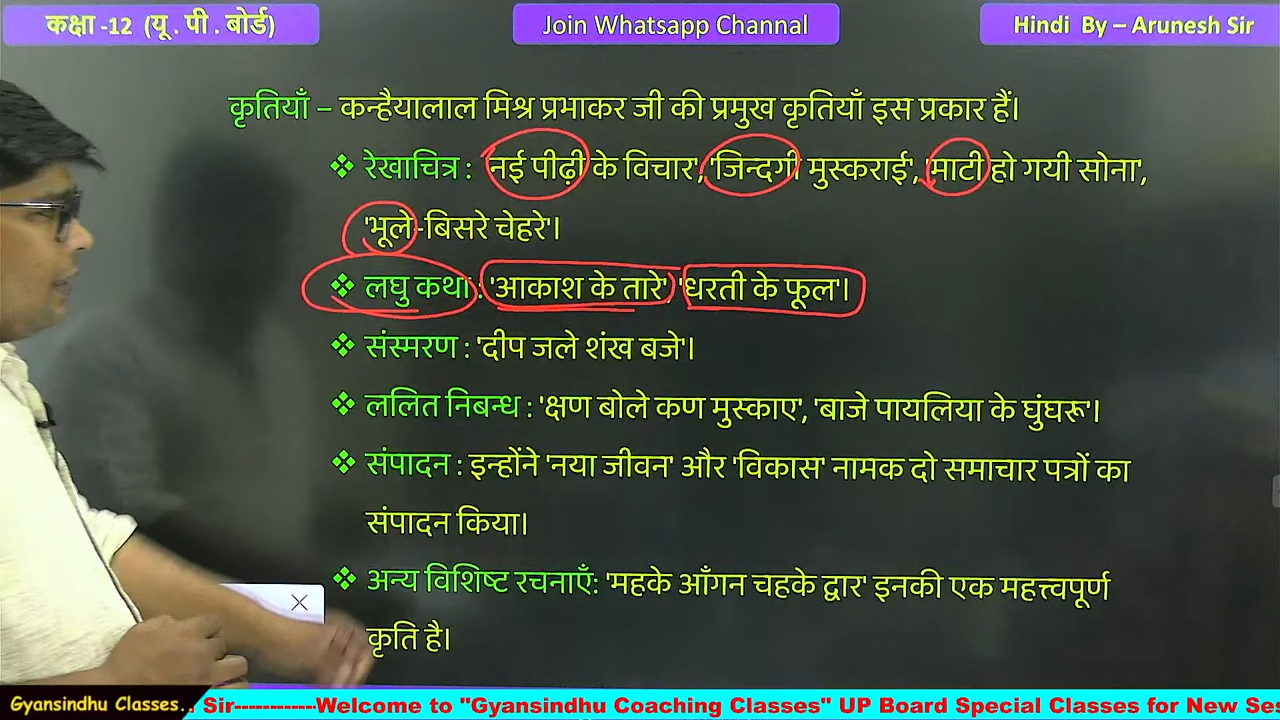 कक्षा -12 (यू . पी . बोर्ड)
Join Whatsapp Channal
Hindi By – Arunesh Sir
कृतियाँ – कन्हैयालाल मिश्र प्रभाकर जी की प्रमुख कृतियाँ इस प्रकार हैं।
❖ रेखाचित्र : 'नई पीढ़ी के विचार', 'जिन्दगी मुस्कराई', 'माटी हो गयी सोना',
'भूले-बिसरे चेहरे'।
❖ लघु कथा : 'आकाश के तारे', 'धरती के फूल'।
❖ संस्मरण : 'दीप जले शंख बजे'।
❖ ललित निबन्ध : 'क्षण बोले कण मुस्काए', 'बाजे पायलिया के घुंघरू'।
❖ संपादन : इन्होंने 'नया जीवन' और 'विकास' नामक दो समाचार पत्रों का
संपादन किया।
❖ अन्य विशिष्ट रचनाएँ: 'महके आँगन चहके द्वार' इनकी एक महत्त्वपूर्ण
कृति है।
Gyansindhu Classes..
Sir------------Welcome to "Gyansindhu Coaching Classes" UP Board Special Classes for New Ses